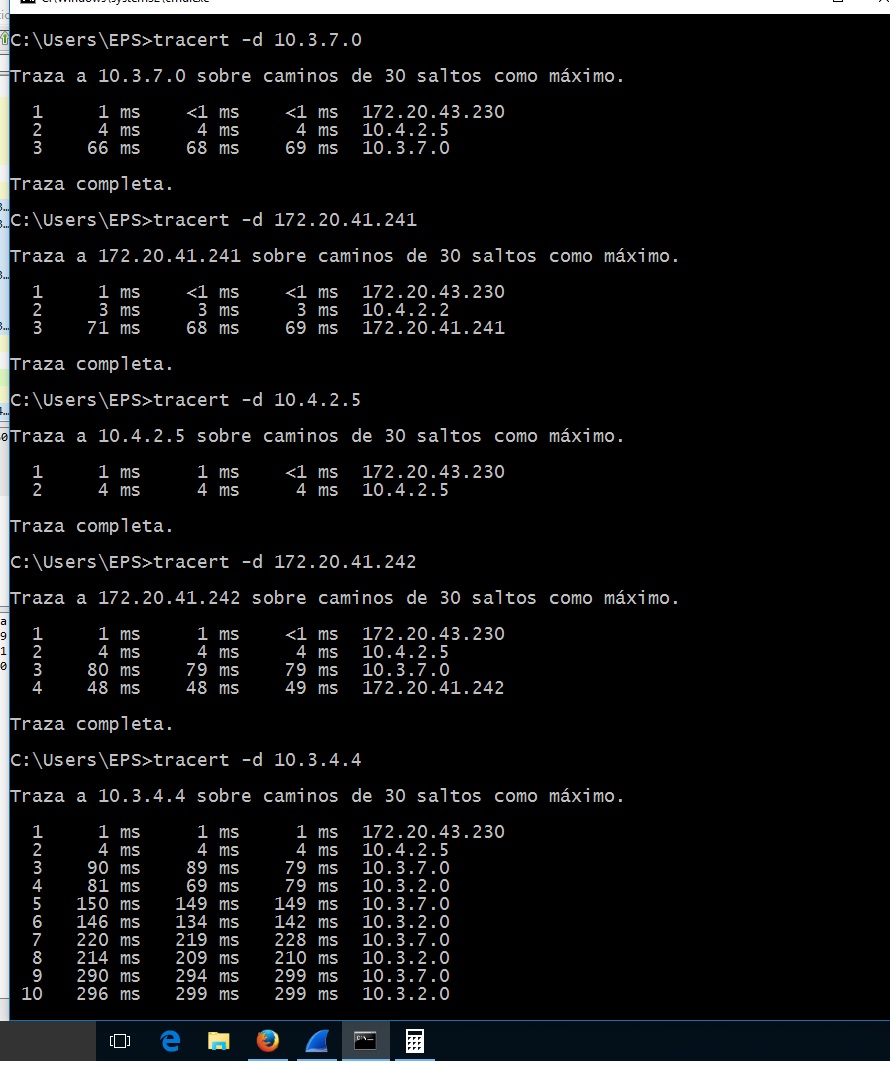 C:\Windows\system32\cmd.exe
C:\Users\EPS>tracert -d 10.3.7.0
Traza a 10.3.7.0 sobre caminos de 30 saltos como máximo.
1 1 ms <1 ms <1 ms 172.20.43.230
2 4 ms 4 ms 4 ms 10.4.2.5
3 66 ms 68 ms 69 ms 10.3.7.0
Traza completa.
C:\Users\EPS>tracert -d 172.20.41.241
Traza a 172.20.41.241 sobre caminos de 30 saltos como máximo.
1 1 ms <1 ms <1 ms 172.20.43.230
2 3 ms 3 ms 3 ms 10.4.2.2
3 71 ms 68 ms 69 ms 172.20.41.241
Traza completa.
C:\Users\EPS>tracert -d 10.4.2.5
Traza a 10.4.2.5 sobre caminos de 30 saltos como máximo.
1 1 ms 1 ms <1 ms 172.20.43.230
2 4 ms 4 ms 4 ms 10.4.2.5
Traza completa.
C:\Users\EPS>tracert -d 172.20.41.242
Traza a 172.20.41.242 sobre caminos de 30 saltos como máximo.
1 1 ms 1 ms <1 ms 172.20.43.230
2 4 ms 4 ms 4 ms 10.4.2.5
3 80 ms 79 ms 79 ms 10.3.7.0
4 48 ms 48 ms 49 ms 172.20.41.242
Traza completa.
C:\Users\EPS>tracert -d 10.3.4.4
Traza a 10.3.4.4 sobre caminos de 30 saltos como máximo.
1 1 ms 1 ms 1 ms 172.20.43.230
2 4 ms 4 ms 4 ms 10.4.2.5
3 90 ms 89 ms 79 ms 10.3.7.0
4 81 ms 69 ms 79 ms 10.3.2.0
5 150 ms 149 ms 149 ms 10.3.7.0
6 146 ms 134 ms 142 ms 10.3.2.0
7 220 ms 219 ms 228 ms 10.3.7.0
8 214 ms 209 ms 210 ms 10.3.2.0
9 290 ms 294 ms 299 ms 10.3.7.0
10 296 ms 299 ms 299 ms 10.3.2.0